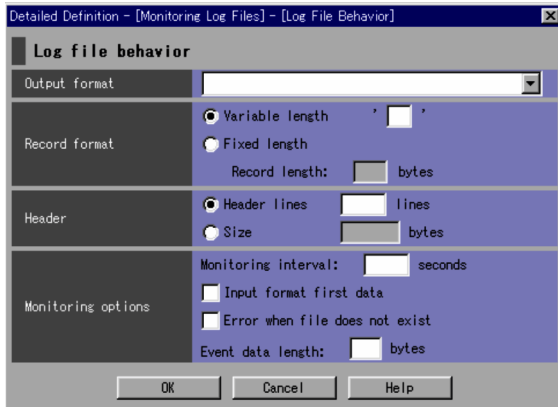 Detailed Definition - [Monitoring Log Files] - [Log File Behavior]
Log file behavior
Output format
Record format
Variable length ' '
Fixed length
Record length: bytes
Header
Header lines lines
Size bytes
Monitoring options
Monitoring interval: seconds
Input format first data
Error when file does not exist
Event data length: bytes
OK Cancel Help